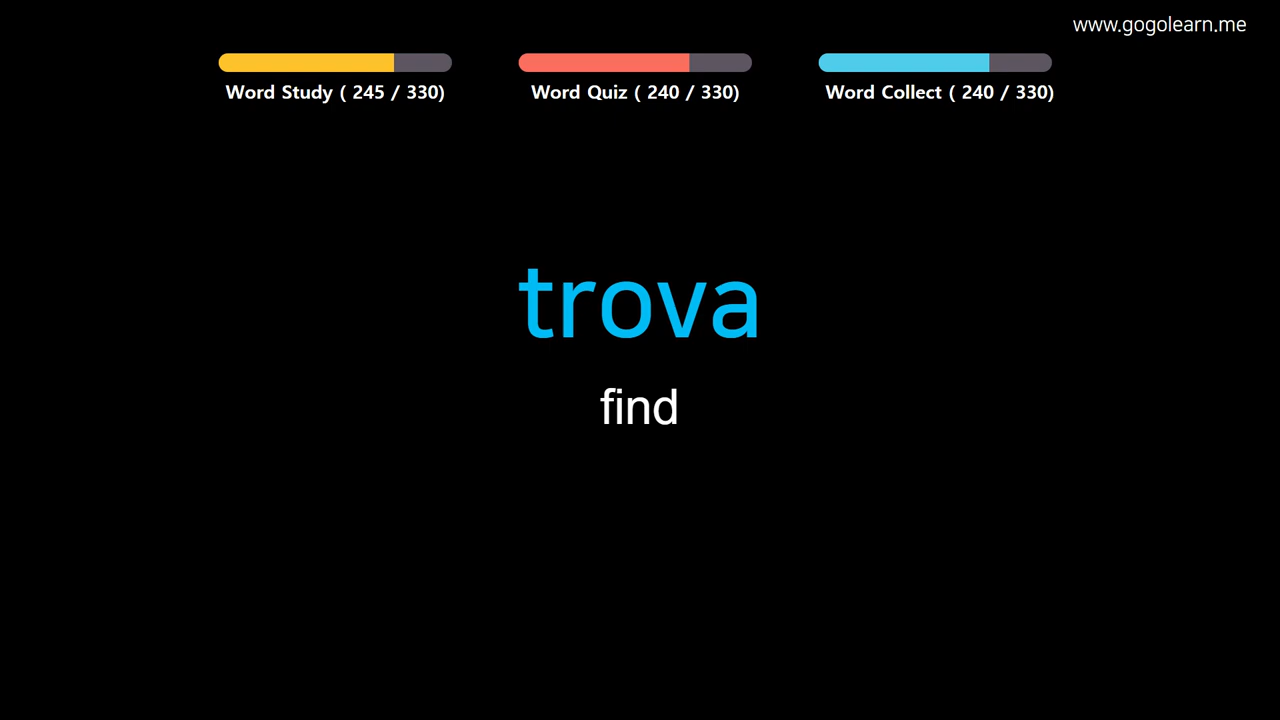 www.gogolearn.me
Word Study ( 245 / 330)
Word Quiz ( 240 / 330)
Word Collect ( 240 / 330)
trova
find